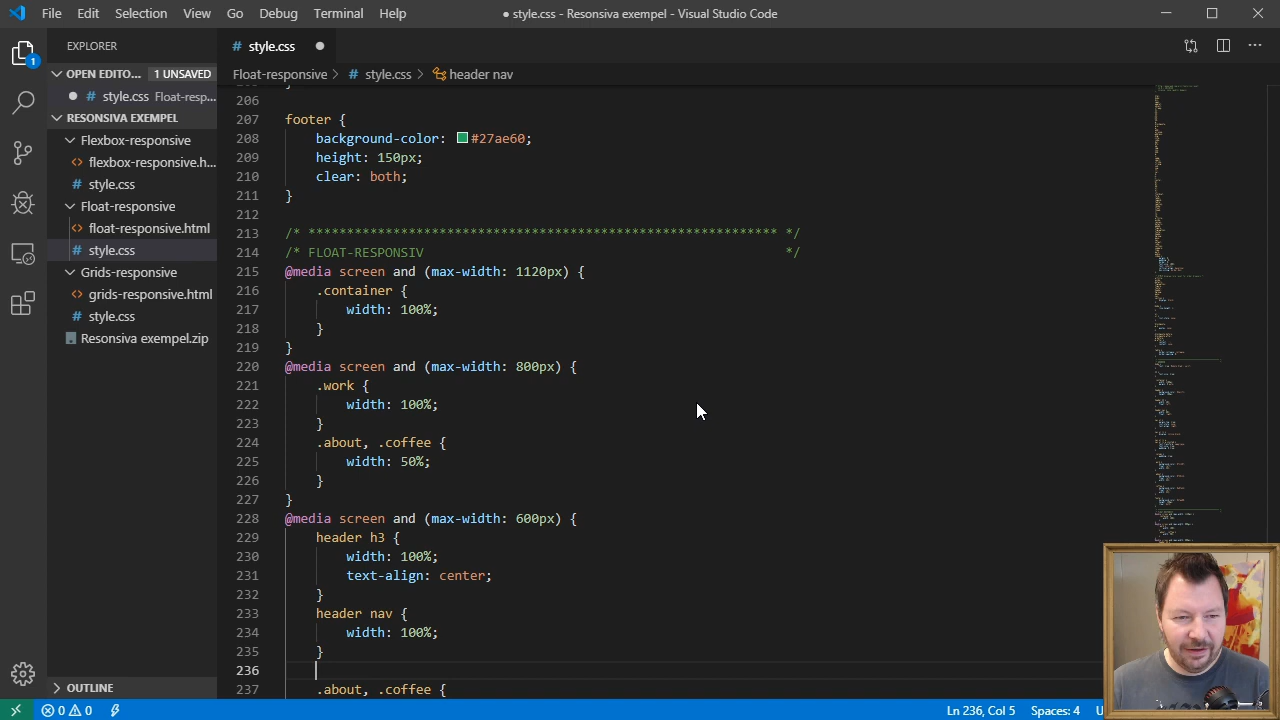 File Edit Selection View Go Debug Terminal Help
● style.css - Resonsiva exempel - Visual Studio Code
EXPLORER
OPEN EDITO... 1 UNSAVED
style.css Float-resp...
RESONSIVA EXEMPEL
Flexbox-responsive
flexbox-responsive.h...
style.css
Float-responsive
float-responsive.html
style.css
Grids-responsive
grids-responsive.html
style.css
Resonsiva exempel.zip
OUTLINE
1
# style.css
Float-responsive > # style.css > header nav
206
207 footer {
208 background-color: #27ae60;
209 height: 150px;
210 clear: both;
211 }
212
213 /* ************************************************************* */
214 /* FLOAT-RESPONSIV */
215 @media screen and (max-width: 1120px) {
216 .container {
217 width: 100%;
218 }
219 }
220 @media screen and (max-width: 800px) {
221 .work {
222 width: 100%;
223 }
224 .about, .coffee {
225 width: 50%;
226 }
227 }
228 @media screen and (max-width: 600px) {
229 header h3 {
230 width: 100%;
231 text-align: center;
232 }
233 header nav {
234 width: 100%;
235 }
236
237 .about, .coffee {
0 0
Ln 236, Col 5 Spaces: 4